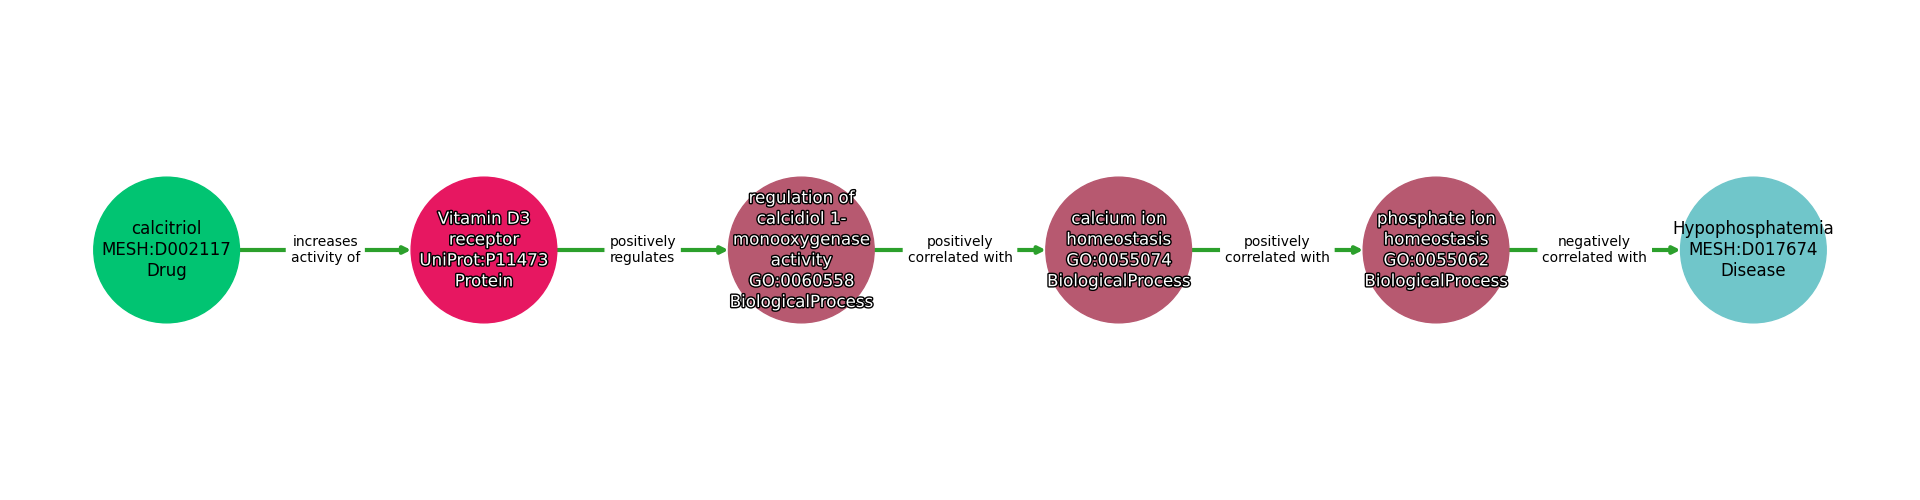 calcitriol
MESH:D002117
Drug
increases
activity of
Vitamin D3
receptor
UniProt:P11473
Protein
positively
regulates
regulation of
calcidiol 1-
monooxygenase
activity
GO:0060558
BiologicalProcess
positively
correlated with
calcium ion
homeostasis
GO:0055074
BiologicalProcess
positively
correlated with
phosphate ion
homeostasis
GO:0055062
BiologicalProcess
negatively
correlated with
Hypophosphatemia
MESH:D017674
Disease